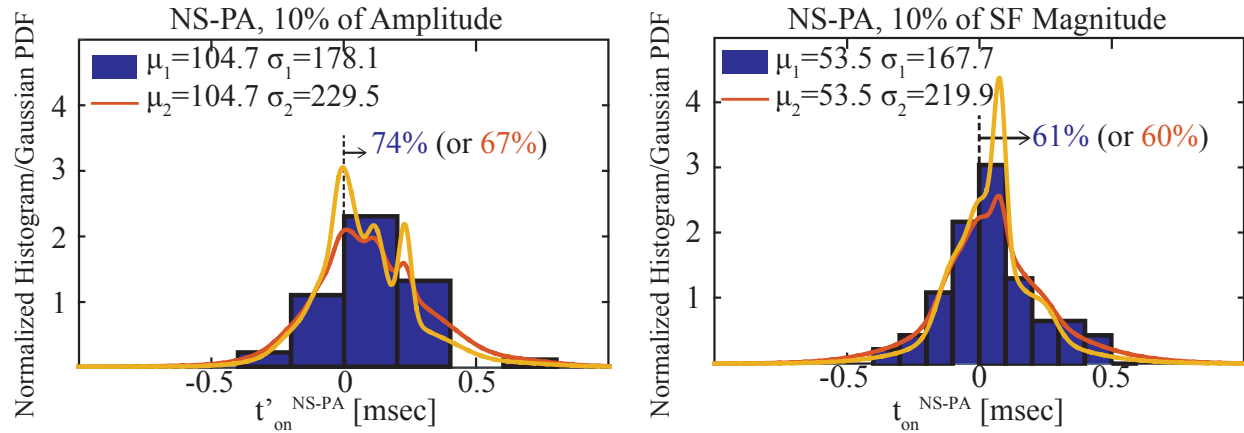 NS-PA, 10% of Amplitude
Normalized Histogram/Gaussian PDF
μ1=104.7 σ1=178.1
μ2=104.7 σ2=229.5
74% (or 67%)
4
3
2
1
-0.5
0
0.5
t'on NS-PA [msec]
NS-PA, 10% of SF Magnitude
Normalized Histogram/Gaussian PDF
μ1=53.5 σ1=167.7
μ2=53.5 σ2=219.9
61% (or 60%)
4
3
2
1
-0.5
0
0.5
ton NS-PA [msec]